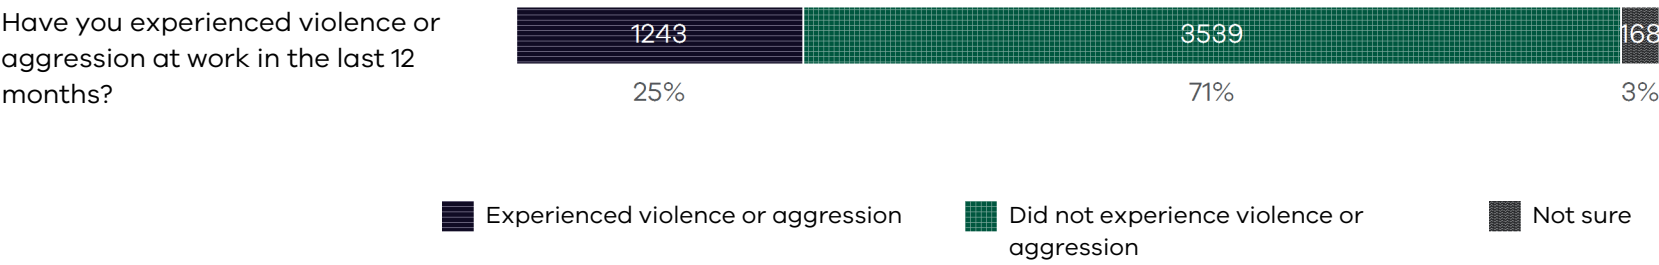 Have you experienced violence or
aggression at work in the last 12
months?
1243 3539 168
25% 71% 3%
Experienced violence or aggression
Did not experience violence or
aggression
Not sure